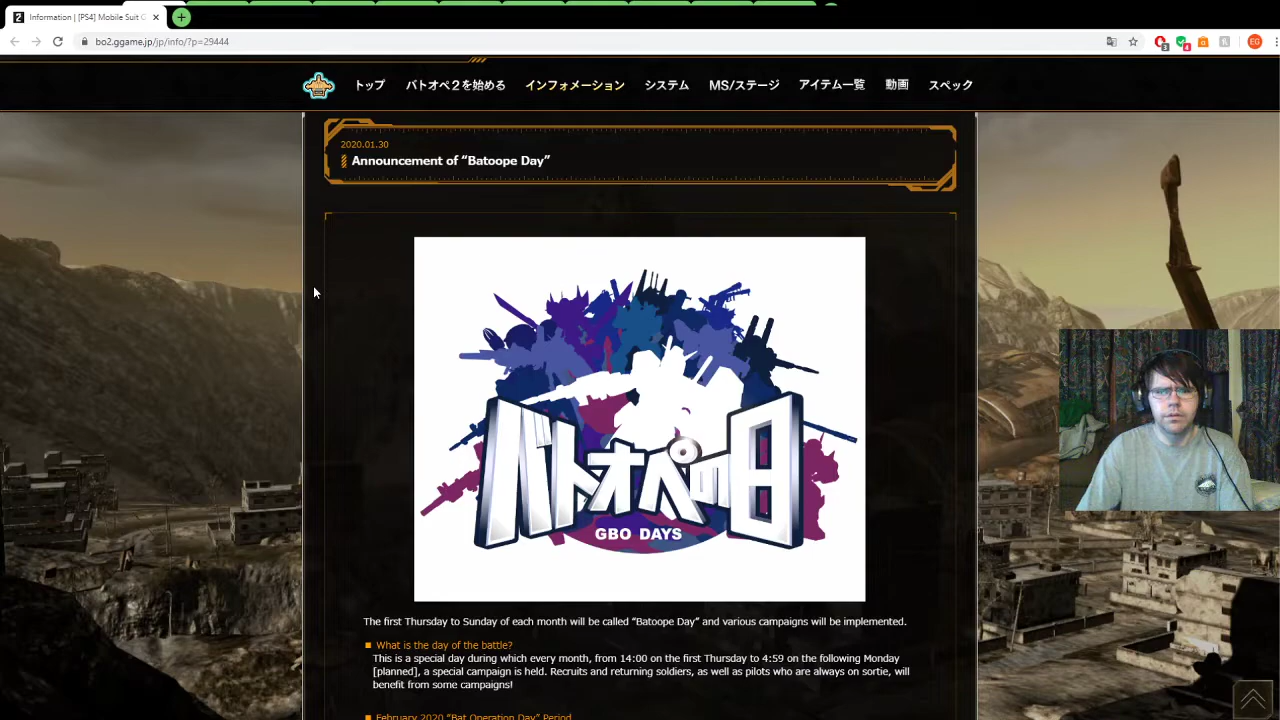 Information | [PS4] Mobile Suit G
bo2.ggame.jp/jp/info/?p=29444
トップ バトオペ2を始める インフォメーション システム MS/ステージ アイテム一覧 動画 スペック
2020.01.30
Announcement of “Batoope Day”
バトオペの日
GBO DAYS
The first Thursday to Sunday of each month will be called “Batoope Day” and various campaigns will be implemented.
What is the day of the battle?
This is a special day during which every month, from 14:00 on the first Thursday to 4:59 on the following Monday
[planned], a special campaign is held. Recruits and returning soldiers, as well as pilots who are always on sortie, will
benefit from some campaigns!
February 2020 “Bat Operation Day” Period